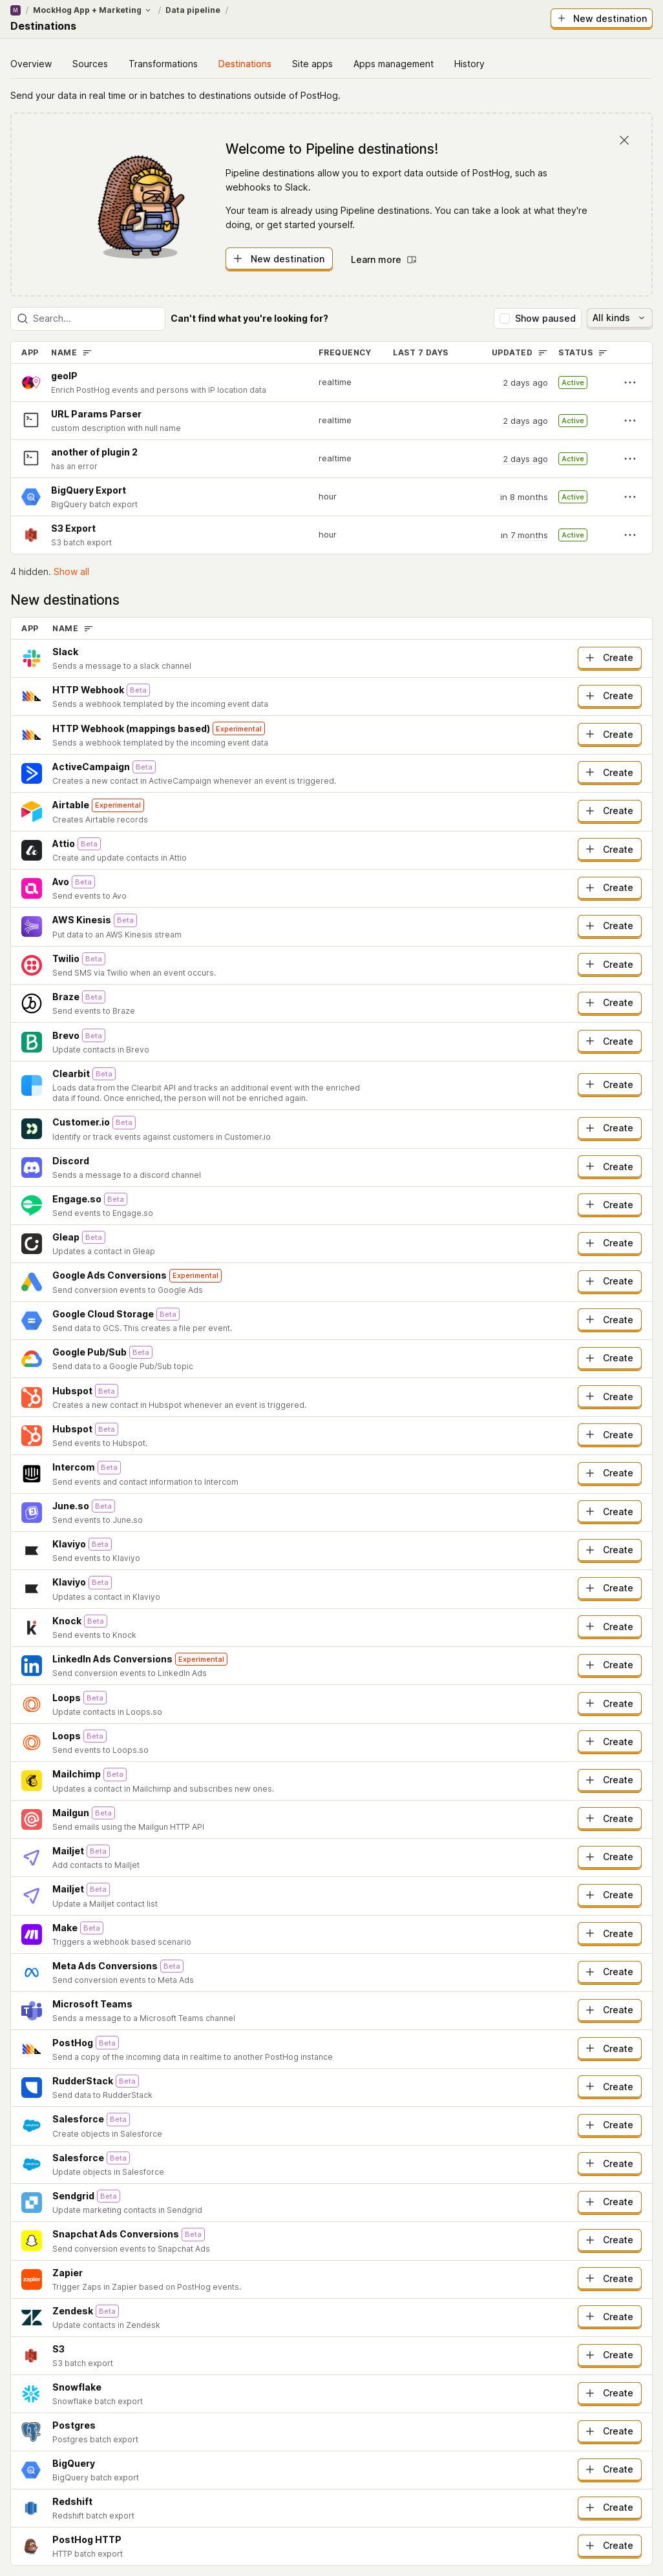 M / MockHog App + Marketing / Data pipeline /
Destinations
New destination
Overview Sources Transformations Destinations Site apps Apps management History
Send your data in real time or in batches to destinations outside of PostHog.
Welcome to Pipeline destinations!
Pipeline destinations allow you to export data outside of PostHog, such as
webhooks to Slack.
Your team is already using Pipeline destinations. You can take a look at what they're
doing, or get started yourself.
New destination Learn more
Search... Can't find what you're looking for? Show paused All kinds
APP NAME FREQUENCY LAST 7 DAYS UPDATED STATUS
geoIP
Enrich PostHog events and persons with IP location data
realtime 2 days ago Active
URL Params Parser
custom description with null name
realtime 2 days ago Active
another of plugin 2
has an error
realtime 2 days ago Active
BigQuery Export
BigQuery batch export
hour in 8 months Active
S3 Export
S3 batch export
hour in 7 months Active
4 hidden. Show all
New destinations
APP NAME
Slack
Sends a message to a slack channel
Create
HTTP Webhook Beta
Sends a webhook templated by the incoming event data
Create
HTTP Webhook (mappings based) Experimental
Sends a webhook templated by the incoming event data
Create
ActiveCampaign Beta
Creates a new contact in ActiveCampaign whenever an event is triggered.
Create
Airtable Experimental
Creates Airtable records
Create
Attio Beta
Create and update contacts in Attio
Create
Avo Beta
Send events to Avo
Create
AWS Kinesis Beta
Put data to an AWS Kinesis stream
Create
Twilio Beta
Send SMS via Twilio when an event occurs.
Create
Braze Beta
Send events to Braze
Create
Brevo Beta
Update contacts in Brevo
Create
Clearbit Beta
Loads data from the Clearbit API and tracks an additional event with the enriched
data if found. Once enriched, the person will not be enriched again.
Create
Customer.io Beta
Identify or track events against customers in Customer.io
Create
Discord
Sends a message to a discord channel
Create
Engage.so Beta
Send events to Engage.so
Create
Gleap Beta
Updates a contact in Gleap
Create
Google Ads Conversions Experimental
Send conversion events to Google Ads
Create
Google Cloud Storage Beta
Send data to GCS. This creates a file per event.
Create
Google Pub/Sub Beta
Send data to a Google Pub/Sub topic
Create
Hubspot Beta
Creates a new contact in Hubspot whenever an event is triggered.
Create
Hubspot Beta
Send events to Hubspot.
Create
Intercom Beta
Send events and contact information to Intercom
Create
June.so Beta
Send events to June.so
Create
Klaviyo Beta
Send events to Klaviyo
Create
Klaviyo Beta
Updates a contact in Klaviyo
Create
Knock Beta
Send events to Knock
Create
LinkedIn Ads Conversions Experimental
Send conversion events to LinkedIn Ads
Create
Loops Beta
Update contacts in Loops.so
Create
Loops Beta
Send events to Loops.so
Create
Mailchimp Beta
Updates a contact in Mailchimp and subscribes new ones.
Create
Mailgun Beta
Send emails using the Mailgun HTTP API
Create
Mailjet Beta
Add contacts to Mailjet
Create
Mailjet Beta
Update a Mailjet contact list
Create
Make Beta
Triggers a webhook based scenario
Create
Meta Ads Conversions Beta
Send conversion events to Meta Ads
Create
Microsoft Teams
Sends a message to a Microsoft Teams channel
Create
PostHog Beta
Send a copy of the incoming data in realtime to another PostHog instance
Create
RudderStack Beta
Send data to RudderStack
Create
Salesforce Beta
Create objects in Salesforce
Create
Salesforce Beta
Update objects in Salesforce
Create
Sendgrid Beta
Update marketing contacts in Sendgrid
Create
Snapchat Ads Conversions Beta
Send conversion events to Snapchat Ads
Create
Zapier
Trigger Zaps in Zapier based on PostHog events.
Create
Zendesk Beta
Update contacts in Zendesk
Create
S3
S3 batch export
Create
Snowflake
Snowflake batch export
Create
Postgres
Postgres batch export
Create
BigQuery
BigQuery batch export
Create
Redshift
Redshift batch export
Create
PostHog HTTP
HTTP batch export
Create